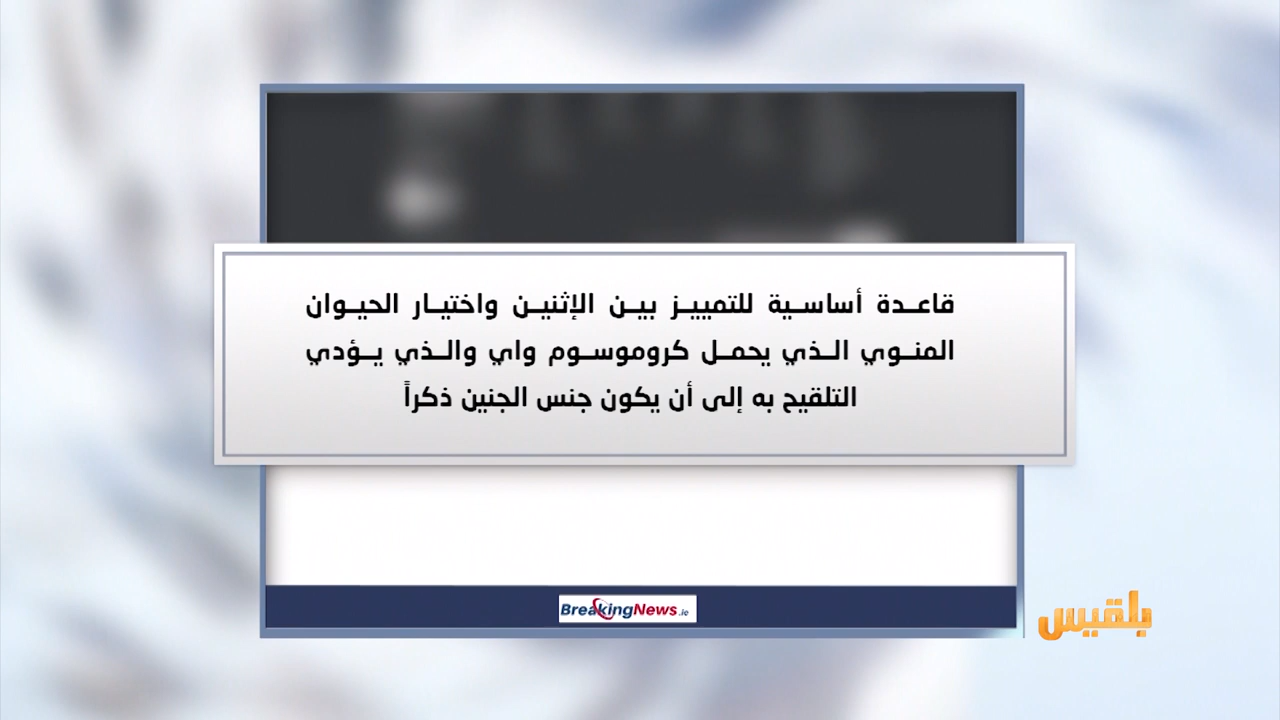 قاعدة أساسية للتمييز بين الإثنين واختيار الحيوان
المنوي الذي يحمل كروموسوم واي والذي يؤدي
التلقيح به إلى أن يكون جنس الجنين ذكراً
BreakingNews.ie
بلقيس